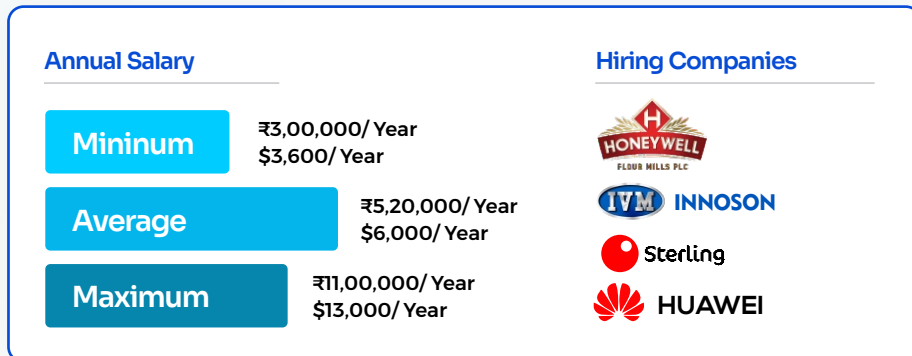 Annual Salary
Mininum
₹3,00,000/ Year
$3,600/ Year
Average
₹5,20,000/ Year
$6,000/ Year
Maximum
₹11,00,000/ Year
$13,000/ Year
Hiring Companies
H
HONEYWELL
FLOUR MILLS PLC
IVM INNOSON
Sterling
HUAWEI